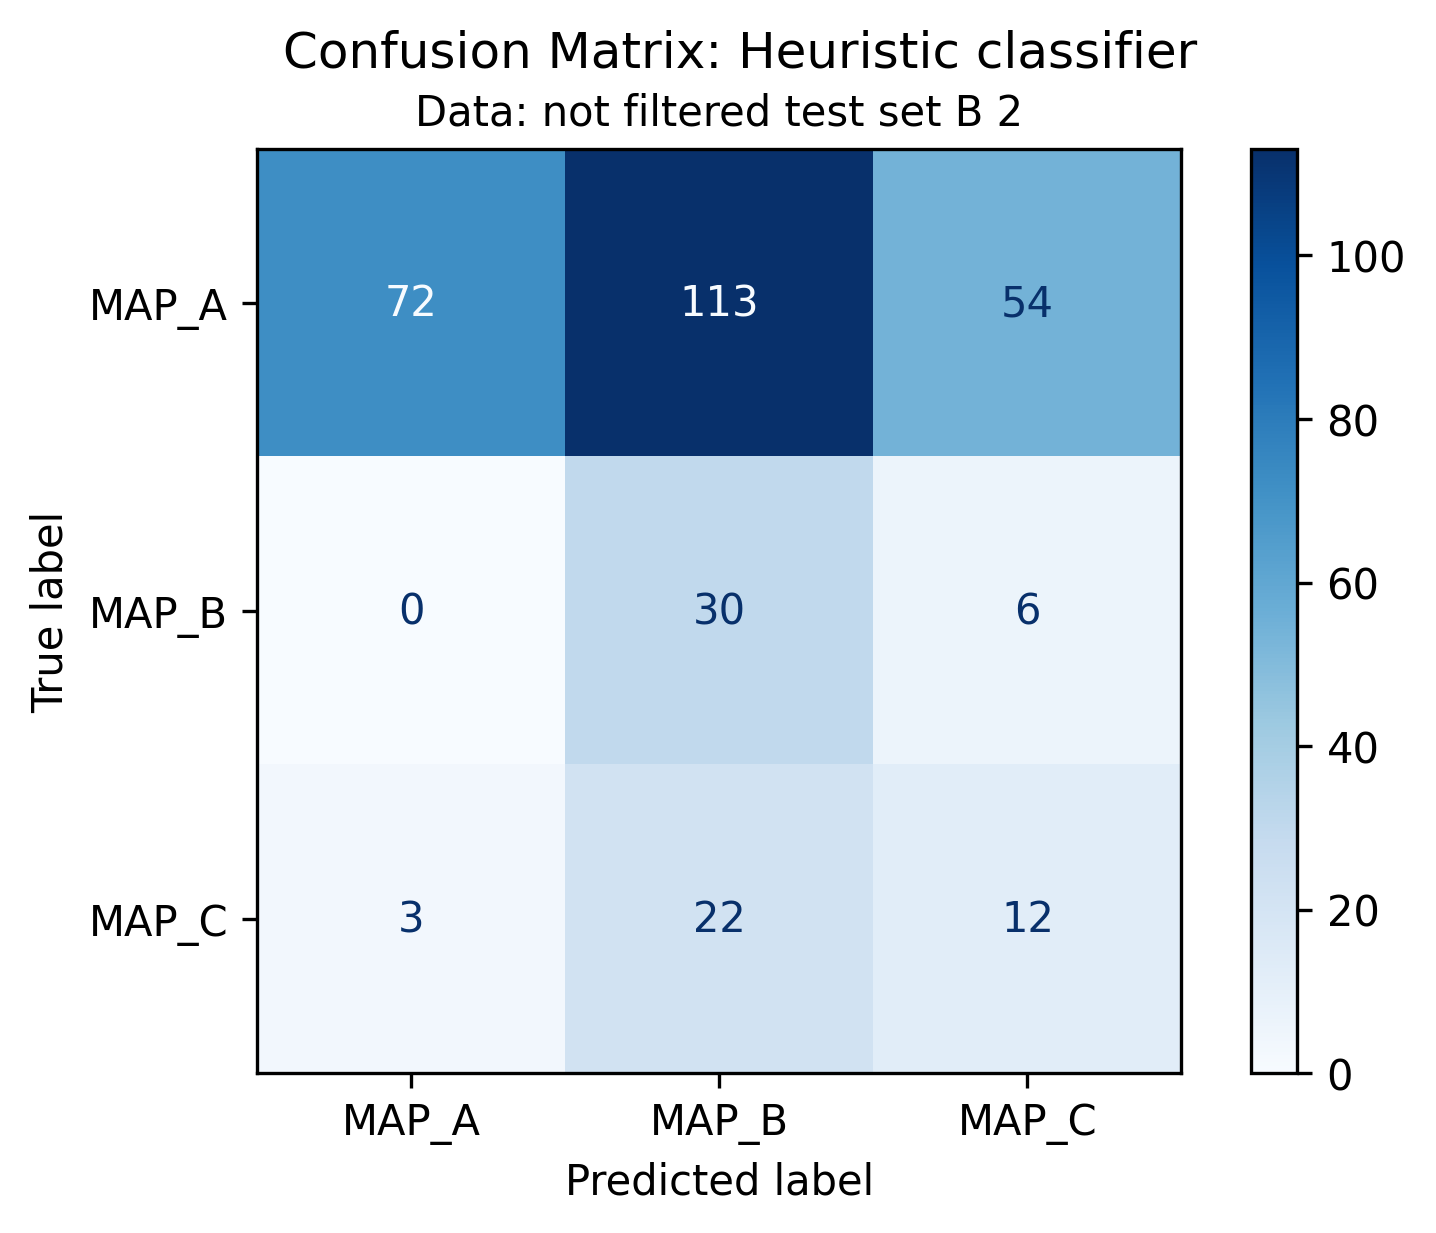 Confusion Matrix: Heuristic classifier
Data: not filtered test set B 2
MAP_A 72 113 54
MAP_B 0 30 6
MAP_C 3 22 12
MAP_A MAP_B MAP_C
Predicted label
True label
100
80
60
40
20
0